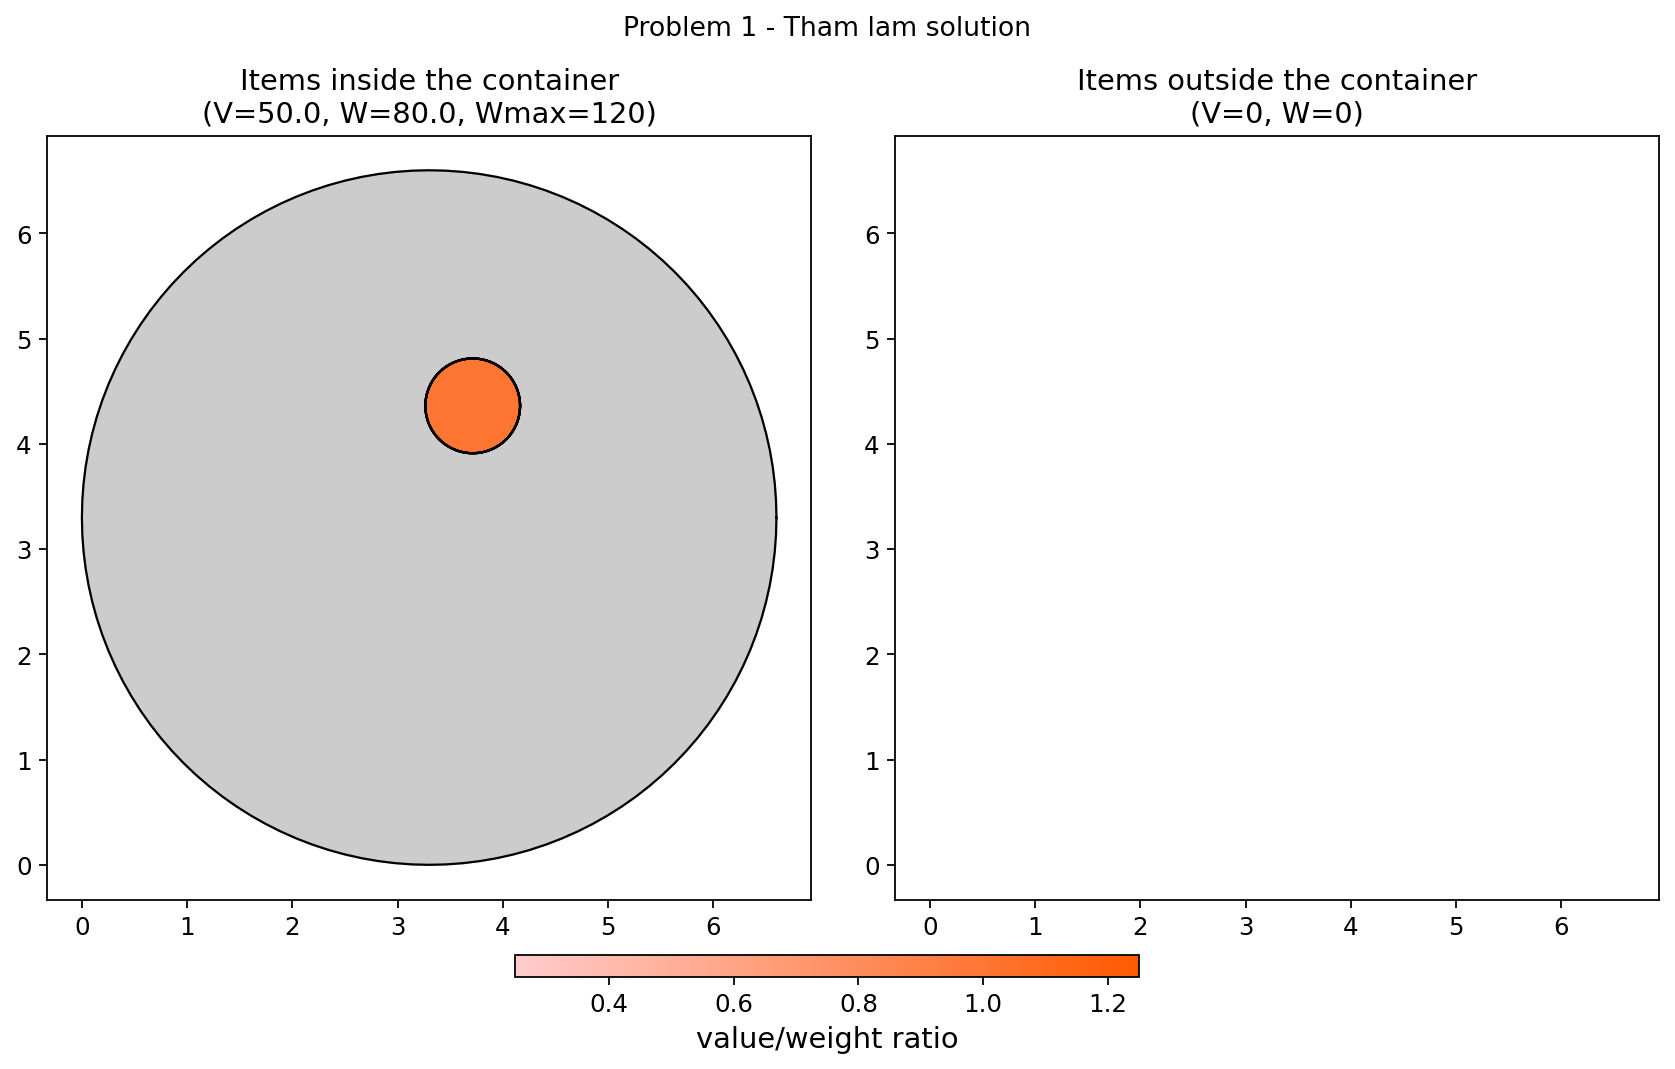 Problem 1 - Tham lam solution
Items inside the container
(V=50.0, W=80.0, Wmax=120)
6
5
4
3
2
1
0
0 1 2 3 4 5 6
Items outside the container
(V=0, W=0)
6
5
4
3
2
1
0
0 1 2 3 4 5 6
0.4 0.6 0.8 1.0 1.2
value/weight ratio